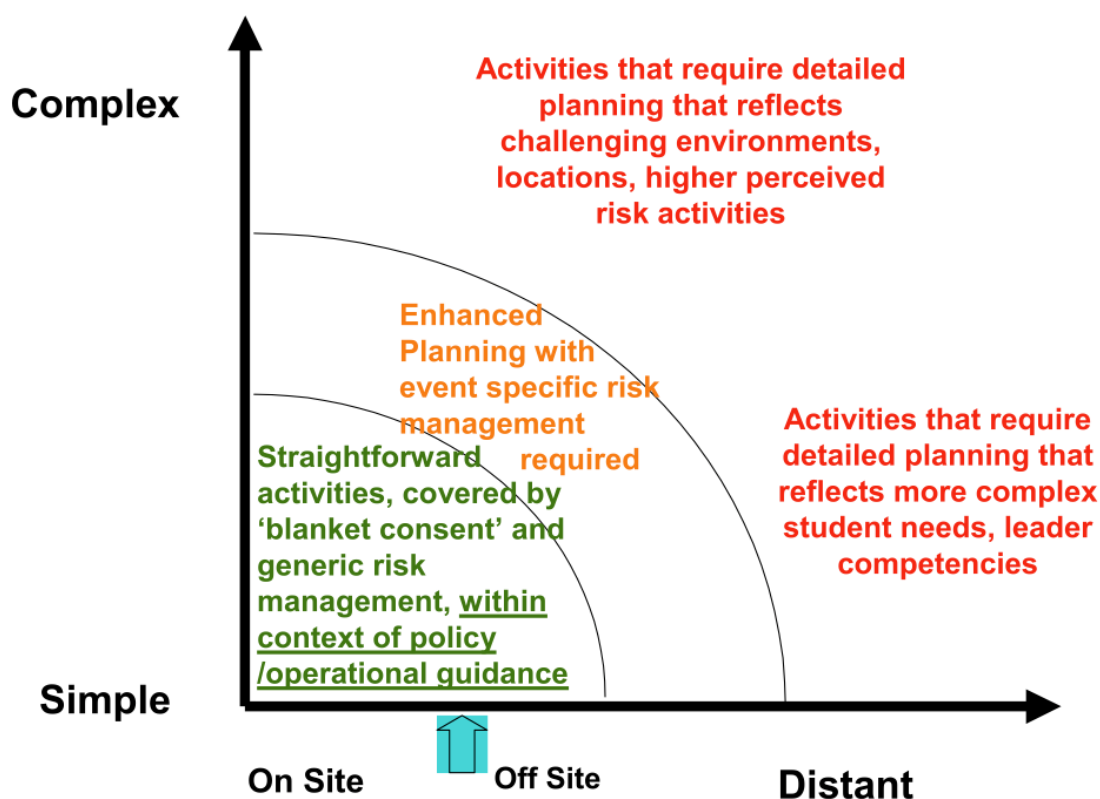 Complex
Activities that require detailed
planning that reflects
challenging environments,
locations, higher perceived
risk activities
Enhanced
Planning with
event specific risk
management
required
Activities that require
detailed planning that
reflects more complex
student needs, leader
competencies
Straightforward
activities, covered by
‘blanket consent’ and
generic risk
management, within
context of policy
/operational guidance
Simple
On Site
Off Site
Distant